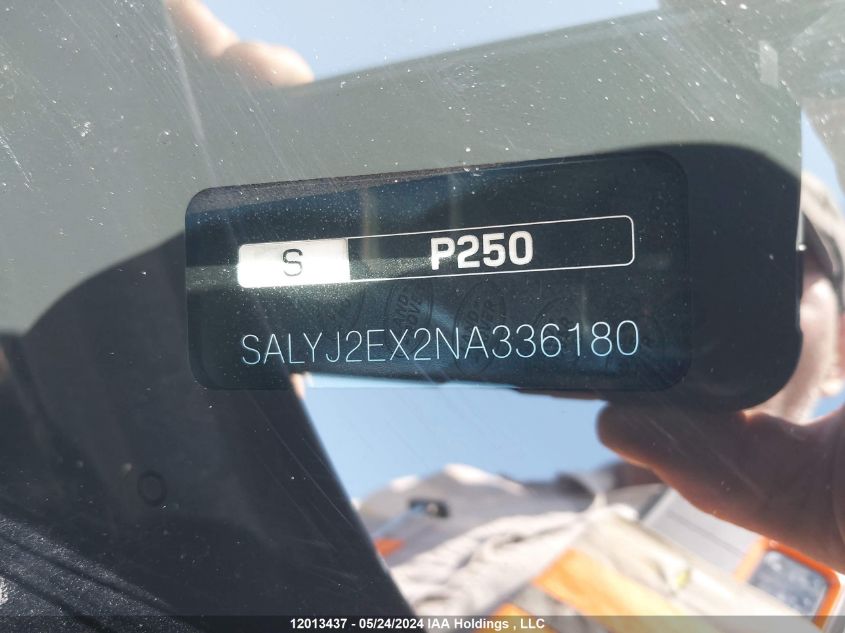 S P250
SALYJ2EX2NA336180
12013437 - 05/24/2024 IAA Holdings , LLC